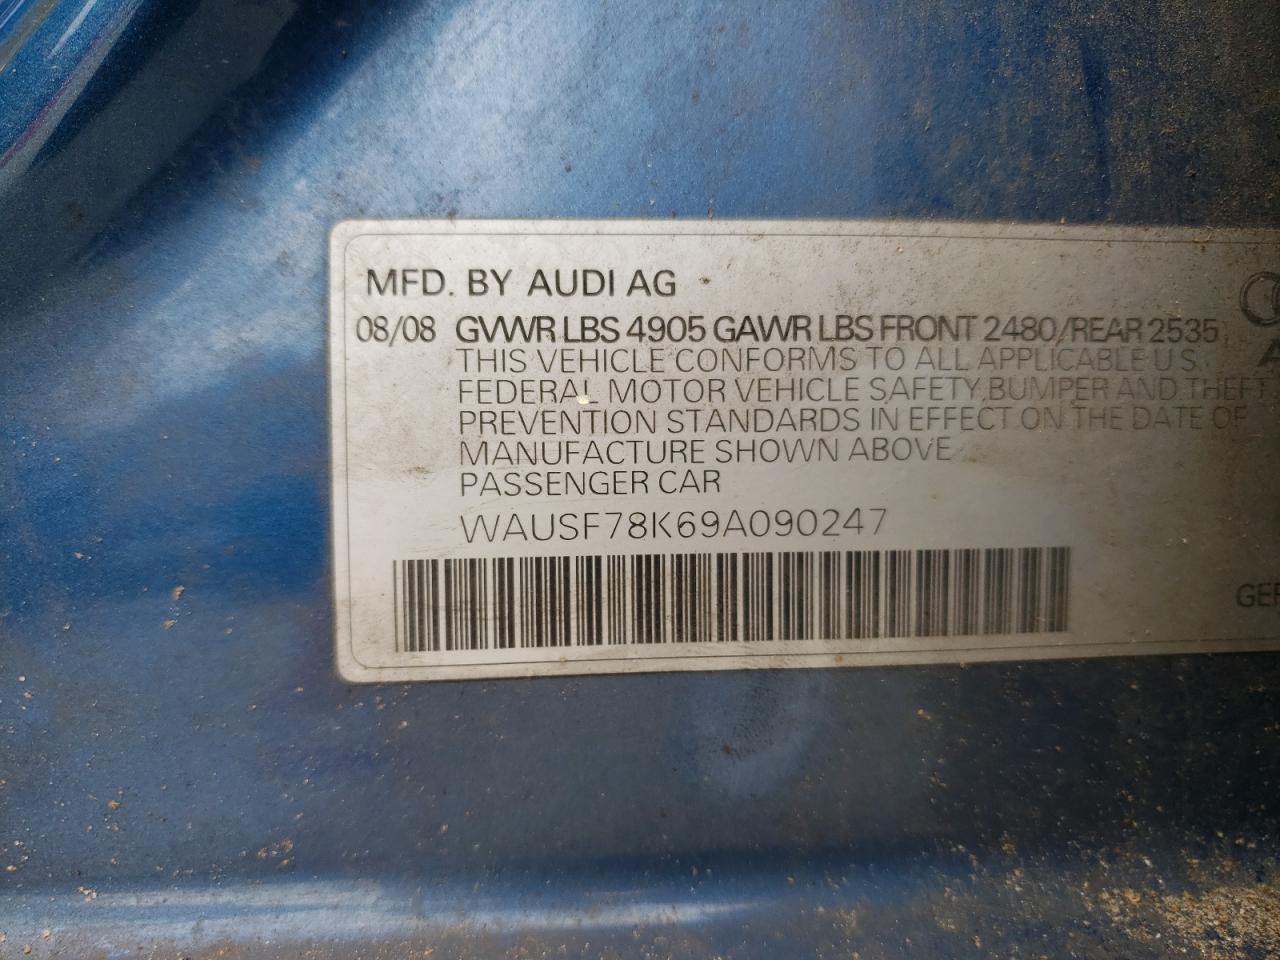 MFD. BY AUDI AG
08/08 GVWR LBS 4905 GAWR LBS FRONT 2480/REAR 2535
THIS VEHICLE CONFORMS TO ALL APPLICABLE U.S.
FEDERAL MOTOR VEHICLE SAFETY, BUMPER AND THEFT
PREVENTION STANDARDS IN EFFECT ON THE DATE OF
MANUFACTURE SHOWN ABOVE
PASSENGER CAR
WAUSF78K69A090247